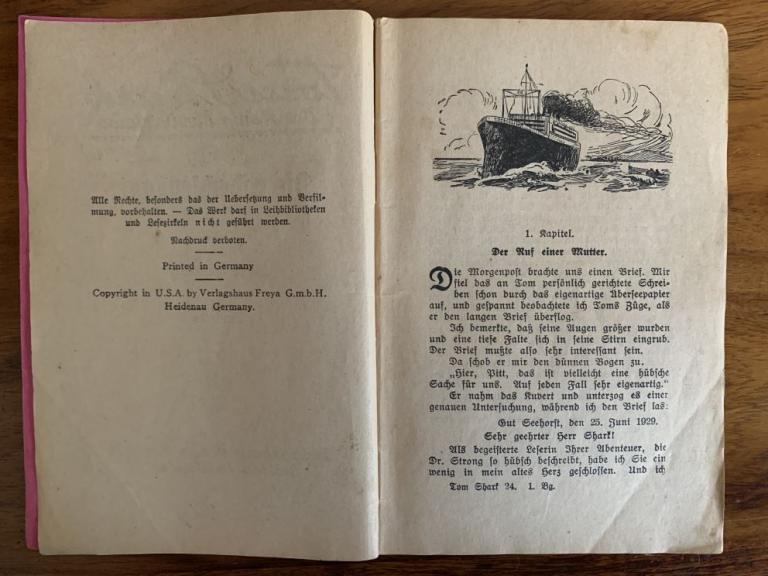 Alle Rechte, besonders das der Uebersetzung und Verfil-
mung, vorbehalten. — Das Werk darf in Leihbibliotheken
und Lesezirkeln nicht geführt werden.
Nachdruck verboten.
Printed in Germany
Copyright in U.S.A. by Verlagshaus Freya G.m.b.H.
Heidenau Germany.
1. Kapitel.
Der Ruf einer Mutter.
Die Morgenpost brachte uns einen Brief. Mir
fiel das an Tom persönlich gerichtete Schrei-
ben schon durch das eigenartige Überseepapier
auf, und gespannt beobachtete ich Toms Züge, als
er den langen Brief überflog.
Ich bemerkte, daß seine Augen größer wurden
und eine tiefe Falte sich in seine Stirn eingrub.
Der Brief mußte also sehr interessant sein.
Da schob er mir den dünnen Bogen zu.
„Hier, Pitt, das ist vielleicht eine hübsche
Sache für uns. Auf jeden Fall sehr eigenartig.“
Er nahm das Kuvert und unterzog es einer
genauen Untersuchung, während ich den Brief las:
Gut Seehorst, den 25. Juni 1929.
Sehr geehrter Herr Shark!
Als begeisterte Leserin Ihrer Abenteuer, die
Dr. Strong so hübsch beschreibt, habe ich Sie ein
wenig in mein altes Herz geschlossen. Und ich
Tom Shark 24. 1. Bg.